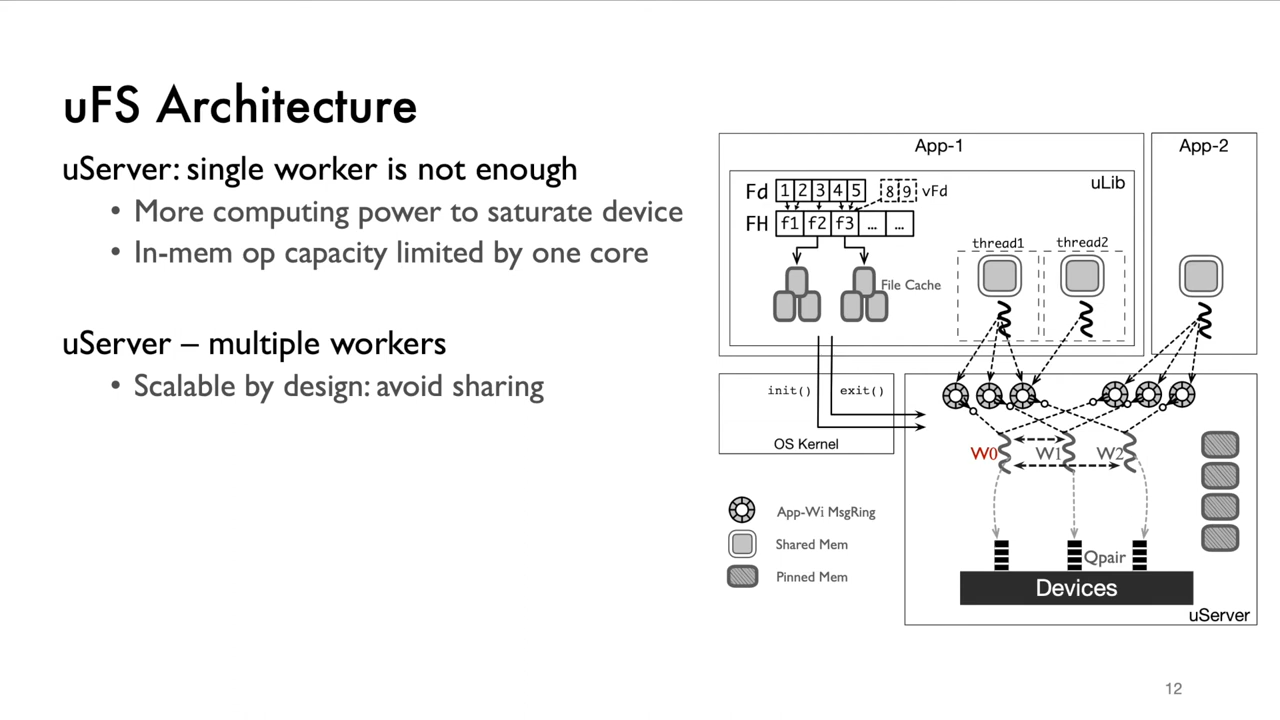 uFS Architecture
uServer: single worker is not enough
• More computing power to saturate device
• In-mem op capacity limited by one core
uServer – multiple workers
• Scalable by design: avoid sharing
App-1
App-2
uLib
Fd 1 2 3 4 5 8 9 vFd
FH f1 f2 f3 ... ...
thread1
thread2
File Cache
init()
exit()
OS Kernel
W0
W1
W2
App-Wi MsgRing
Shared Mem
Pinned Mem
Qpair
Devices
uServer
12